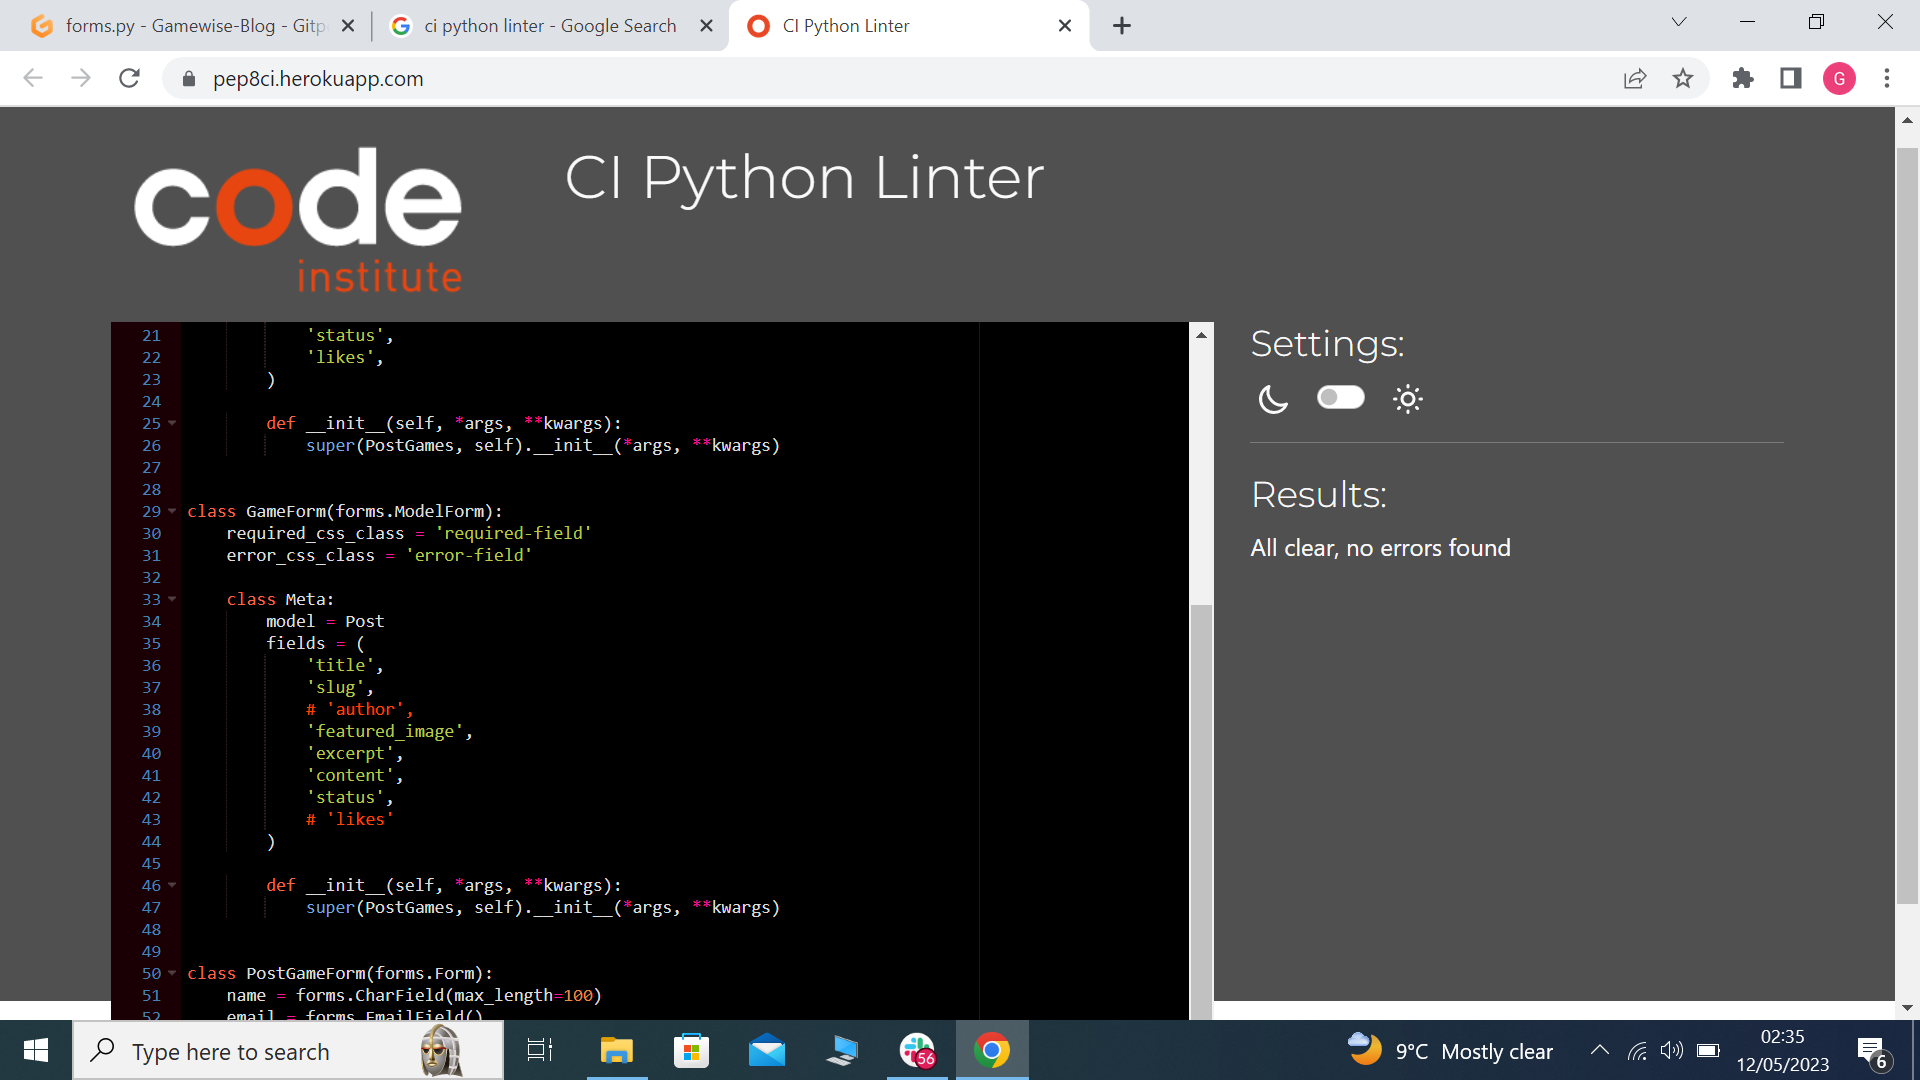 forms.py - Gamewise-Blog - Gitp
ci python linter - Google Search
CI Python Linter
pep8ci.herokuapp.com
G
code
institute
CI Python Linter
21 'status',
22 'likes',
23 )
24
25 def __init__(self, *args, **kwargs):
26 super(PostGames, self).__init__(*args, **kwargs)
27
28
29 class GameForm(forms.ModelForm):
30 required_css_class = 'required-field'
31 error_css_class = 'error-field'
32
33 class Meta:
34 model = Post
35 fields = (
36 'title',
37 'slug',
38 # 'author',
39 'featured_image',
40 'excerpt',
41 'content',
42 'status',
43 # 'likes'
44 )
45
46 def __init__(self, *args, **kwargs):
47 super(PostGames, self).__init__(*args, **kwargs)
48
49
50 class PostGameForm(forms.Form):
51 name = forms.CharField(max_length=100)
52 email = forms.EmailField()
Settings:
Results:
All clear, no errors found
Type here to search
56
9°C Mostly clear
02:35
12/05/2023
6